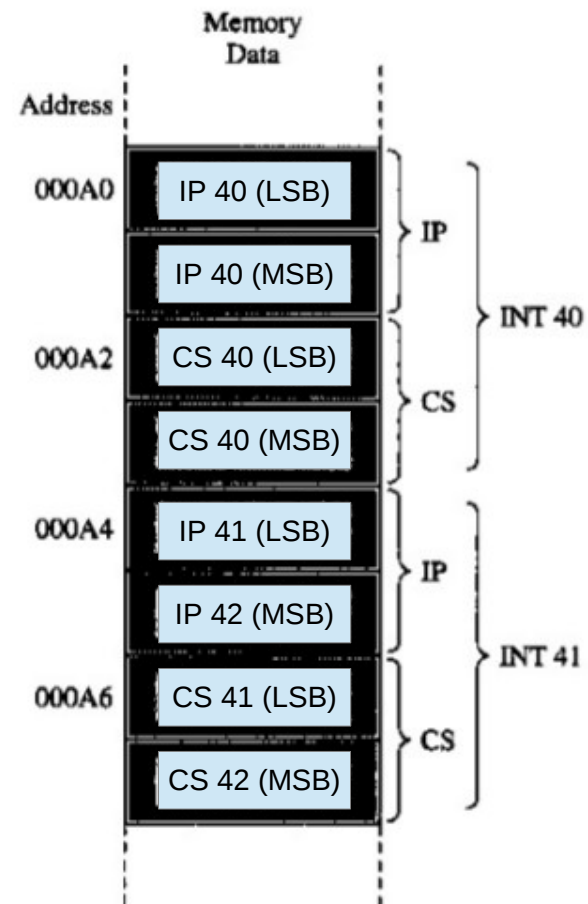 Memory
Data
Address
000A0
IP 40 (LSB)
IP
IP 40 (MSB)
INT 40
000A2
CS 40 (LSB)
CS
CS 40 (MSB)
000A4
IP 41 (LSB)
IP
IP 42 (MSB)
INT 41
000A6
CS 41 (LSB)
CS
CS 42 (MSB)